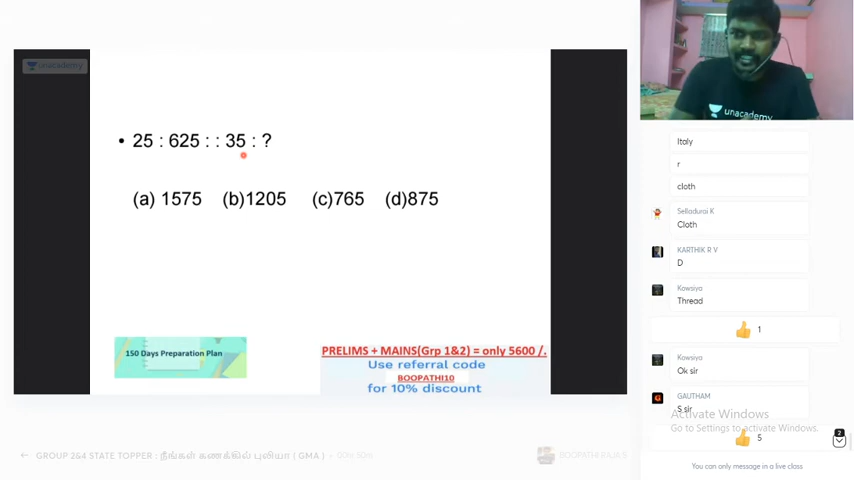 unacademy
• 25 : 625 : : 35 : ?
(a) 1575 (b)1205 (c)765 (d)875
150 Days Preparation Plan
PRELIMS + MAINS(Grp 1&2) = only 5600 /.
Use referral code
BOOPATHI10
for 10% discount
GROUP 2&4 STATE TOPPER : நீங்கள் கணக்கில் புலியா ( GMA )
unacademy
Italy
r
cloth
Selladurai K
Cloth
KARTHIK R V
D
Kowsiya
Thread
1
Kowsiya
Ok sir
GAUTHAM
S sir
Activate Windows
Go to Settings to activate Windows.
5
2
You can only message in a live class